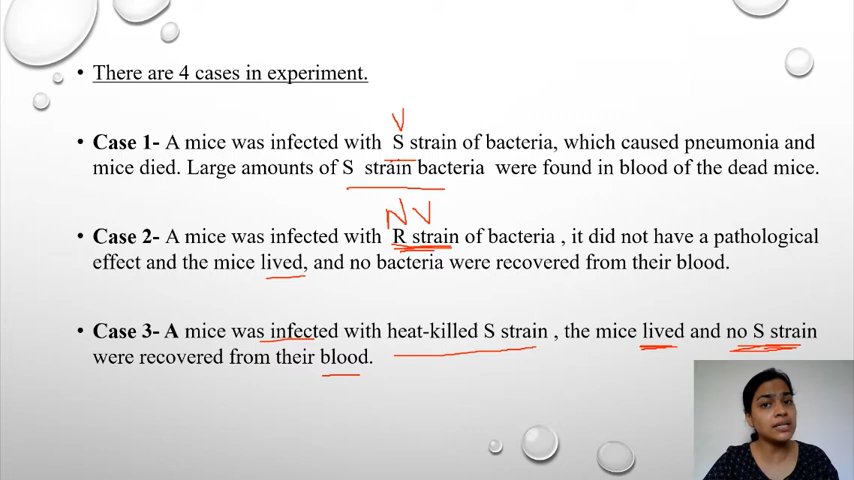 • There are 4 cases in experiment.
V
• Case 1- A mice was infected with S strain of bacteria, which caused pneumonia and
mice died. Large amounts of S strain bacteria were found in blood of the dead mice.
NV
• Case 2- A mice was infected with R strain of bacteria , it did not have a pathological
effect and the mice lived, and no bacteria were recovered from their blood.
• Case 3- A mice was infected with heat-killed S strain , the mice lived and no S strain
were recovered from their blood.